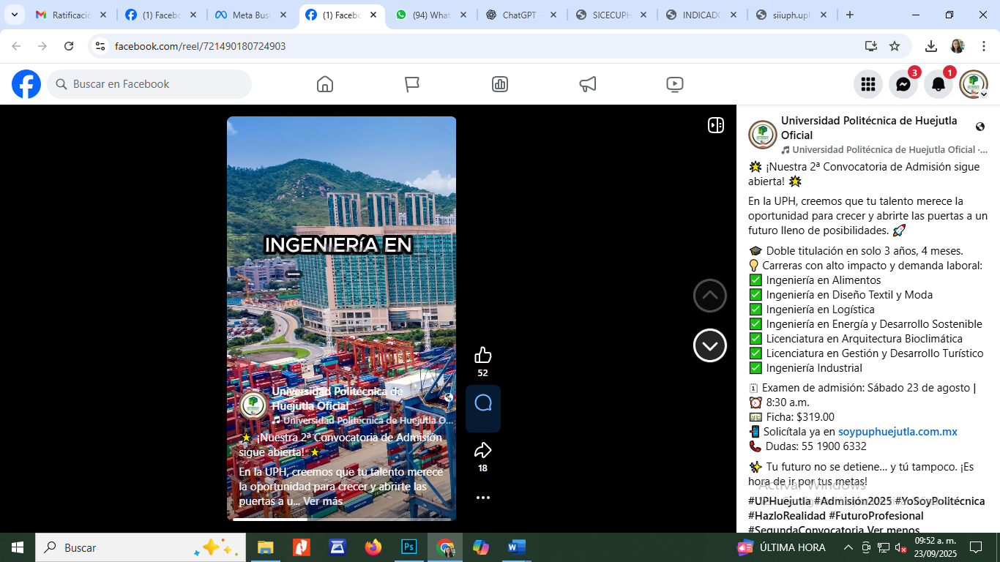 Ratificació
(1) Faceb
Meta Busi
(1) Faceb
(94) What
ChatGPT
SICECUPH
INDICADO
siiuph.uph
facebook.com/reel/721490180724903
Buscar en Facebook
3
1
INGENIERÍA EN
52
18
Universidad Politécnica de
Huejutla Oficial
Universidad Politécnica de Huejutla O...
¡Nuestra 2ª Convocatoria de Admisión
sigue abierta!
En la UPH, creemos que tu talento merece
la oportunidad para crecer y abrirte las
puertas a u... Ver más
Universidad Politécnica de Huejutla
Oficial
Universidad Politécnica de Huejutla Oficial ·...
¡Nuestra 2ª Convocatoria de Admisión sigue
abierta!
En la UPH, creemos que tu talento merece la
oportunidad para crecer y abrirte las puertas a un
futuro lleno de posibilidades.
Doble titulación en solo 3 años, 4 meses.
Carreras con alto impacto y demanda laboral:
Ingeniería en Alimentos
Ingeniería en Diseño Textil y Moda
Ingeniería en Logística
Ingeniería en Energía y Desarrollo Sostenible
Licenciatura en Arquitectura Bioclimática
Licenciatura en Gestión y Desarrollo Turístico
Ingeniería Industrial
Examen de admisión: Sábado 23 de agosto |
8:30 a.m.
Ficha: $319.00
Solicítala ya en soypuphuejutla.com.mx
Dudas: 55 1900 6332
Tu futuro no se detiene... y tú tampoco. ¡Es
hora de ir por tus metas!
Activar Windows
#UPHuejutla #Admisión2025 #YoSoyPolitécnica
#HazloRealidad #FuturoProfesional
#SegundaConvocatoria Ver menos
Buscar
ÚLTIMA HORA
09:52 a. m.
23/09/2025